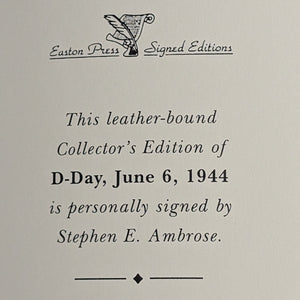 Easton Press Signed Editions
This leather-bound
Collector's Edition of
D-Day, June 6, 1944
is personally signed by
Stephen E. Ambrose.